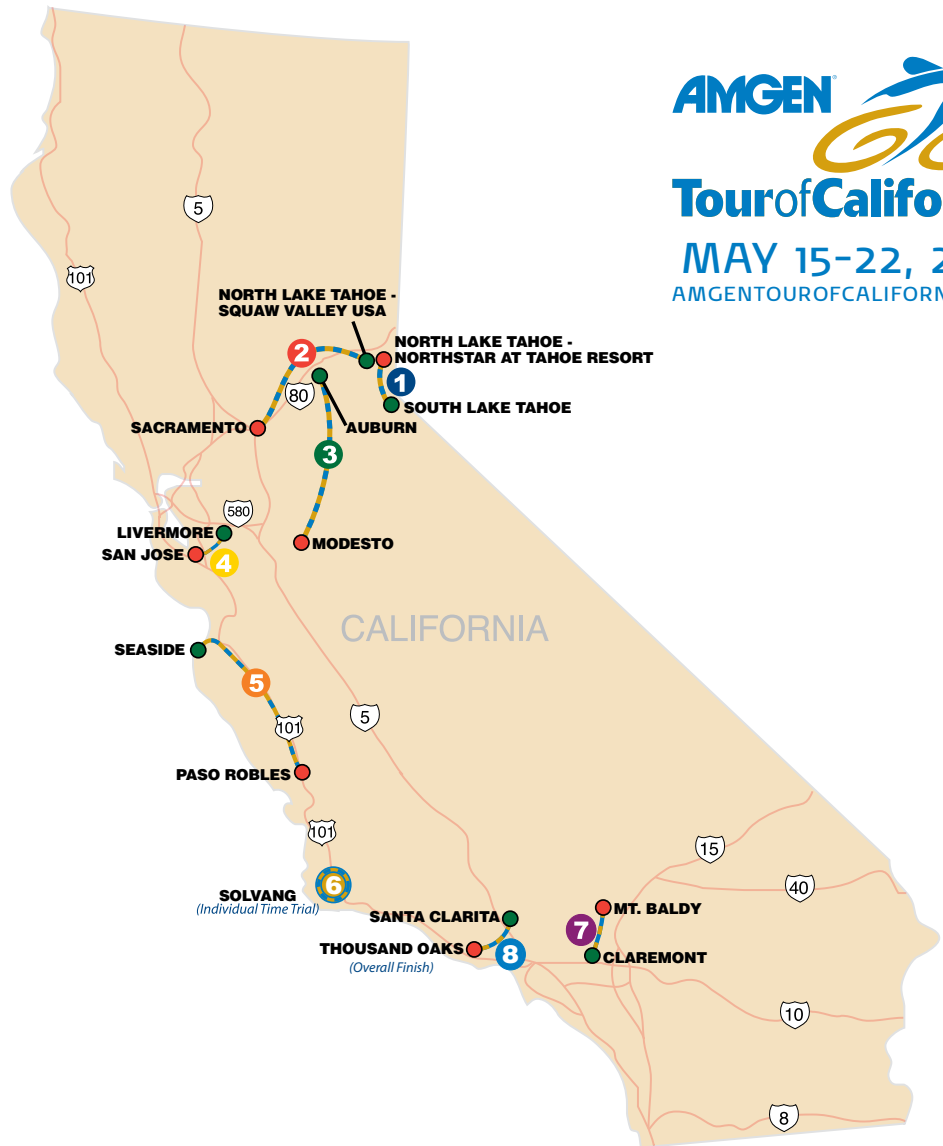 AMGEN
TourofCalifo
MAY 15-22, 2
AMGENTOUROFCALIFORN
5
101
NORTH LAKE TAHOE -
SQUAW VALLEY USA
NORTH LAKE TAHOE -
NORTHSTAR AT TAHOE RESORT
2
1
80
SOUTH LAKE TAHOE
SACRAMENTO
AUBURN
3
580
LIVERMORE
MODESTO
SAN JOSE
4
CALIFORNIA
SEASIDE
5
5
101
PASO ROBLES
101
15
40
6
SOLVANG
(Individual Time Trial)
SANTA CLARITA
MT. BALDY
7
THOUSAND OAKS
(Overall Finish)
8
CLAREMONT
10
8